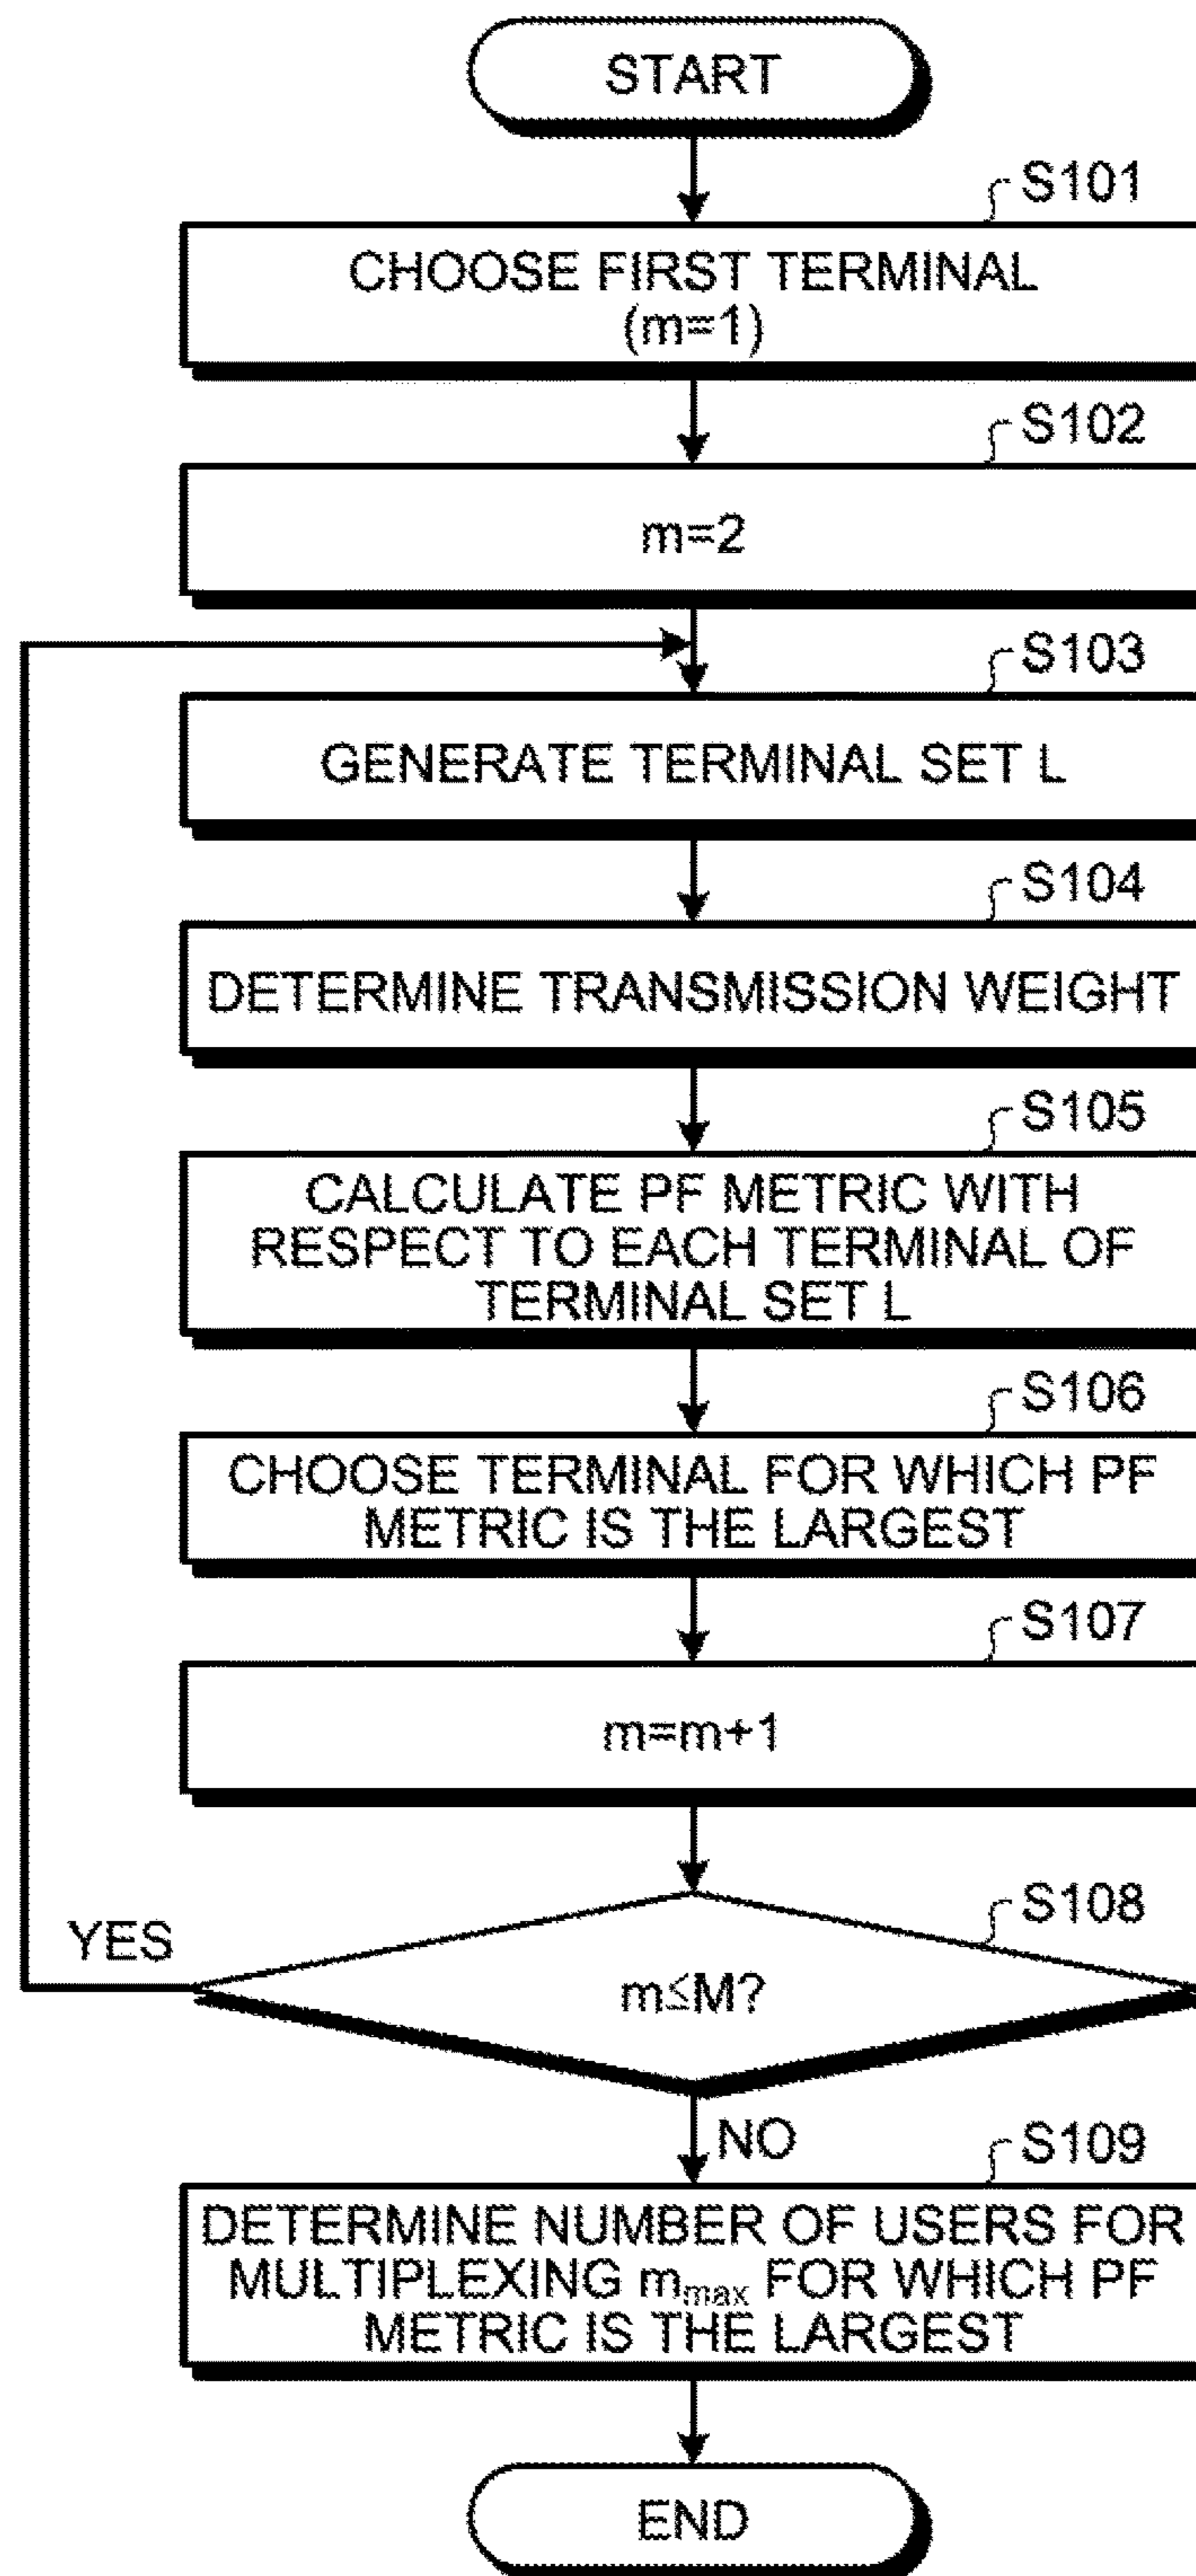 START
S101
CHOOSE FIRST TERMINAL
(m=1)
S102
m=2
S103
GENERATE TERMINAL SET L
S104
DETERMINE TRANSMISSION WEIGHT
S105
CALCULATE PF METRIC WITH
RESPECT TO EACH TERMINAL OF
TERMINAL SET L
S106
CHOOSE TERMINAL FOR WHICH PF
METRIC IS THE LARGEST
S107
m=m+1
S108
YES
m≤M?
NO
S109
DETERMINE NUMBER OF USERS FOR
MULTIPLEXING mmax FOR WHICH PF
METRIC IS THE LARGEST
END